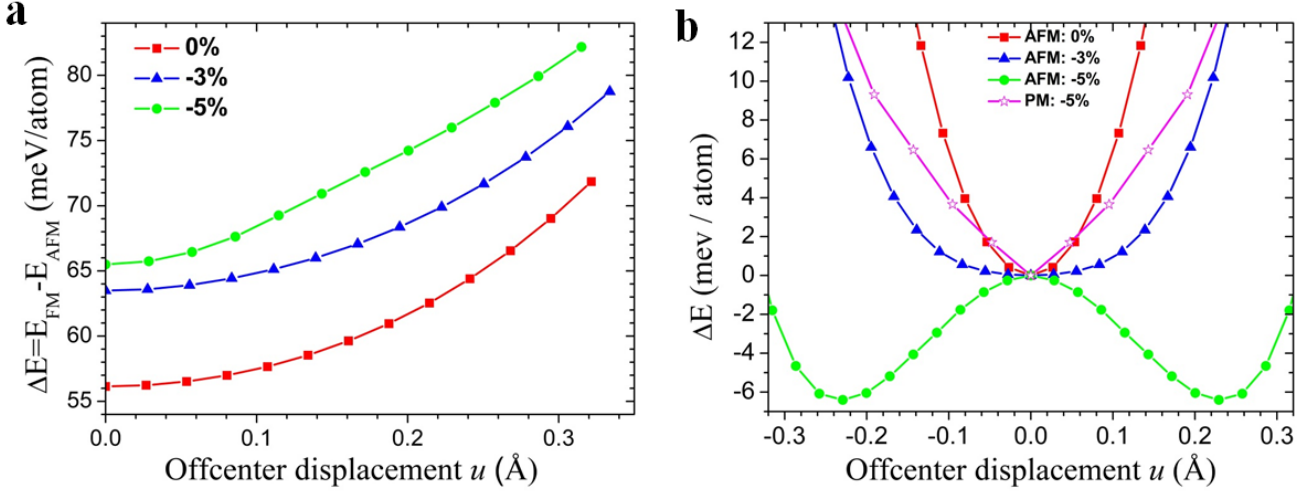 a
0%
-3%
-5%
80
75
70
65
60
55
0.0 0.1 0.2 0.3
ΔE=E_FM-E_AFM (meV/atom)
Offcenter displacement u (Å)
b
AFM: 0%
AFM: -3%
AFM: -5%
PM: -5%
12
10
8
6
4
2
0
-2
-4
-6
-0.3 -0.2 -0.1 0.0 0.1 0.2 0.3
ΔE (mev / atom)
Offcenter displacement u (Å)